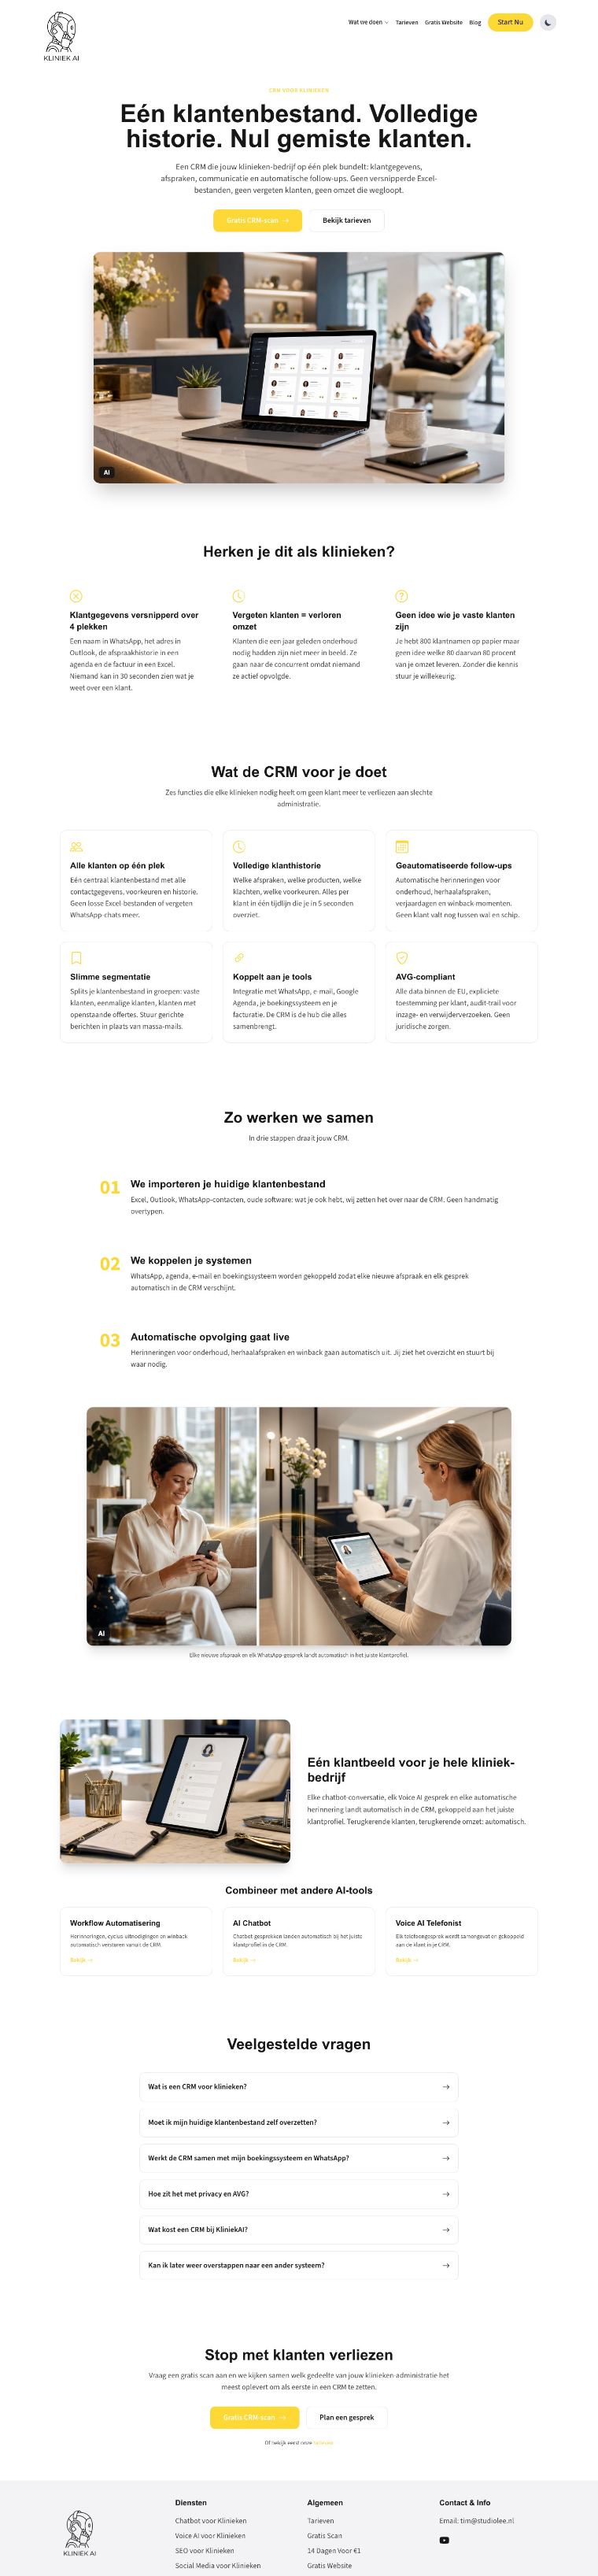 Wat we doen
Tarieven
Gratis Website
Blog
Start Nu
KLINIEK AI
CRM VOOR KLINIEKEN
Eén klantenbestand. Volledige
historie. Nul gemiste klanten.
Een CRM die jouw klinieken-bedrijf op één plek bundelt: klantgegevens,
afspraken, communicatie en automatische follow-ups. Geen versnipperde Excel-
bestanden, geen vergeten klanten, geen omzet die wegloopt.
Gratis CRM-scan →
Bekijk tarieven
AI
Herken je dit als klinieken?
Klantgegevens versnipperd over
4 plekken
Een naam in WhatsApp, het adres in
Outlook, de afspraakhistorie in een
agenda en de factuur in een Excel.
Niemand kan in 30 seconden zien wat je
weet over een klant.
Vergeten klanten = verloren
omzet
Klanten die een jaar geleden onderhoud
nodig hadden zijn niet meer in beeld. Ze
gaan naar de concurrent omdat niemand
ze actief opvolgde.
Geen idee wie je vaste klanten
zijn
Je hebt 800 klantnamen op papier maar
geen idee welke 80 daarvan 80 procent
van je omzet leveren. Zonder die kennis
stuur je willekeurig.
Wat de CRM voor je doet
Zes functies die elke klinieken nodig heeft om geen klant meer te verliezen aan slechte
administratie.
Alle klanten op één plek
Eén centraal klantenbestand met alle
contactgegevens, voorkeuren en historie.
Geen losse Excel-bestanden of vergeten
WhatsApp-chats meer.
Volledige klanthistorie
Welke afspraken, welke producten, welke
klachten, welke voorkeuren. Alles per
klant in één tijdlijn die je in 5 seconden
overziet.
Geautomatiseerde follow-ups
Automatische herinneringen voor
onderhoud, herhaalafspraken,
verjaardagen en winback-momenten.
Geen klant valt nog tussen wal en schip.
Slimme segmentatie
Splits je klantenbestand in groepen: vaste
klanten, eenmalige klanten, klanten met
openstaande offertes. Stuur gerichte
berichten in plaats van massa-mails.
Koppelt aan je tools
Integratie met WhatsApp, e-mail, Google
Agenda, je boekingssysteem en je
facturatie. De CRM is de hub die alles
samenbrengt.
AVG-compliant
Alle data binnen de EU, expliciete
toestemming per klant, audit-trail voor
inzage- en verwijderverzoeken. Geen
juridische zorgen.
Zo werken we samen
In drie stappen draait jouw CRM.
01
We importeren je huidige klantenbestand
Excel, Outlook, WhatsApp-contacten, oude software: wat je ook hebt, wij zetten het over naar de CRM. Geen handmatig
overtypen.
02
We koppelen je systemen
WhatsApp, agenda, e-mail en boekingssysteem worden gekoppeld zodat elke nieuwe afspraak en elk gesprek
automatisch in de CRM verschijnt.
03
Automatische opvolging gaat live
Herinneringen voor onderhoud, herhaalafspraken en winback gaan automatisch uit. Jij ziet het overzicht en stuurt bij
waar nodig.
AI
Elke nieuwe afspraak en elk WhatsApp-gesprek landt automatisch in het juiste klantprofiel.
Eén klantbeeld voor je hele kliniek-
bedrijf
Elke chatbot-conversatie, elk Voice AI gesprek en elke automatische
herinnering landt automatisch in de CRM, gekoppeld aan het juiste
klantprofiel. Terugkerende klanten, terugkerende omzet: automatisch.
Combineer met andere AI-tools
Workflow Automatisering
Herinneringen, cyclus uitnodigingen en winback
automatisch versturen vanuit de CRM.
Bekijk →
AI Chatbot
Chatbot gesprekken landen automatisch bij het juiste
klantprofiel in de CRM.
Bekijk →
Voice AI Telefonist
Elk telefoongesprek wordt samengevat en gekoppeld
aan de klant in je CRM.
Bekijk →
Veelgestelde vragen
Wat is een CRM voor klinieken? →
Moet ik mijn huidige klantenbestand zelf overzetten? →
Werkt de CRM samen met mijn boekingssysteem en WhatsApp? →
Hoe zit het met privacy en AVG? →
Wat kost een CRM bij KliniekAI? →
Kan ik later weer overstappen naar een ander systeem? →
Stop met klanten verliezen
Vraag een gratis scan aan en we kijken samen welk gedeelte van jouw klinieken-administratie het
meest oplevert om als eerste in een CRM te zetten.
Gratis CRM-scan →
Plan een gesprek
Of bekijk eerst onze tarieven
KLINIEK AI
Diensten
Chatbot voor Klinieken
Voice AI voor Klinieken
SEO voor Klinieken
Social Media voor Klinieken
Algemeen
Tarieven
Gratis Scan
14 Dagen Voor €1
Gratis Website
Contact & Info
Email: tim@studiolee.nl